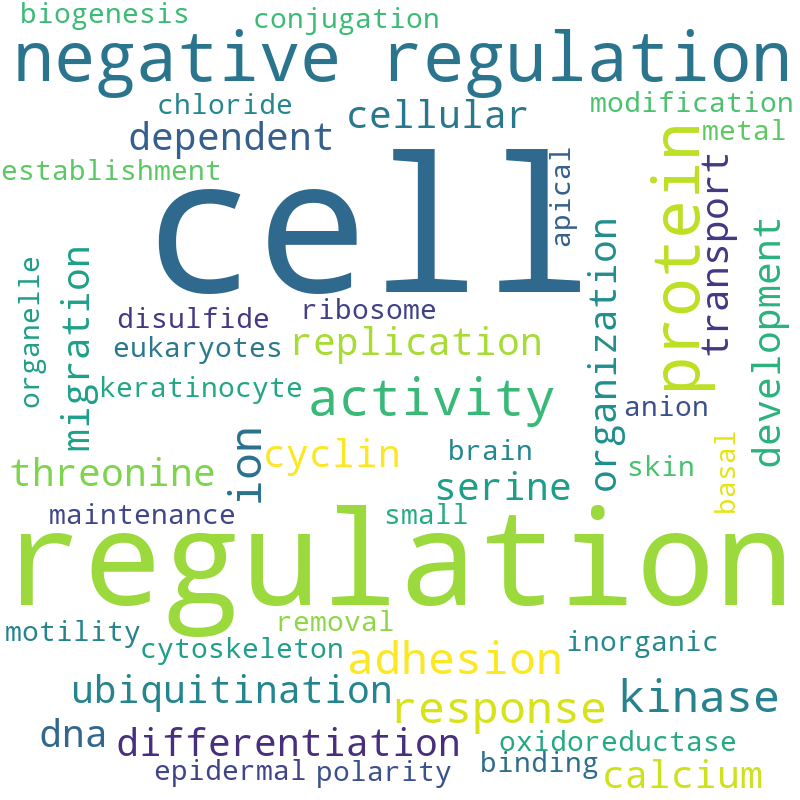 biogenesis
conjugation
negative regulation
chloride
cellular
modification
dependent
metal
establishment
cell
apical
protein
transport
organelle
migration
organization
development
disulfide
ribosome
eukaryotes
replication
keratinocyte
activity
anion
ion
cyclin
brain
basal
threonine
skin
serine
maintenance
small
regulation
motility
removal
cytoskeleton
inorganic
adhesion
ubiquitination
kinase
response
dna
differentiation
oxidoreductase
epidermal
polarity
binding
calcium